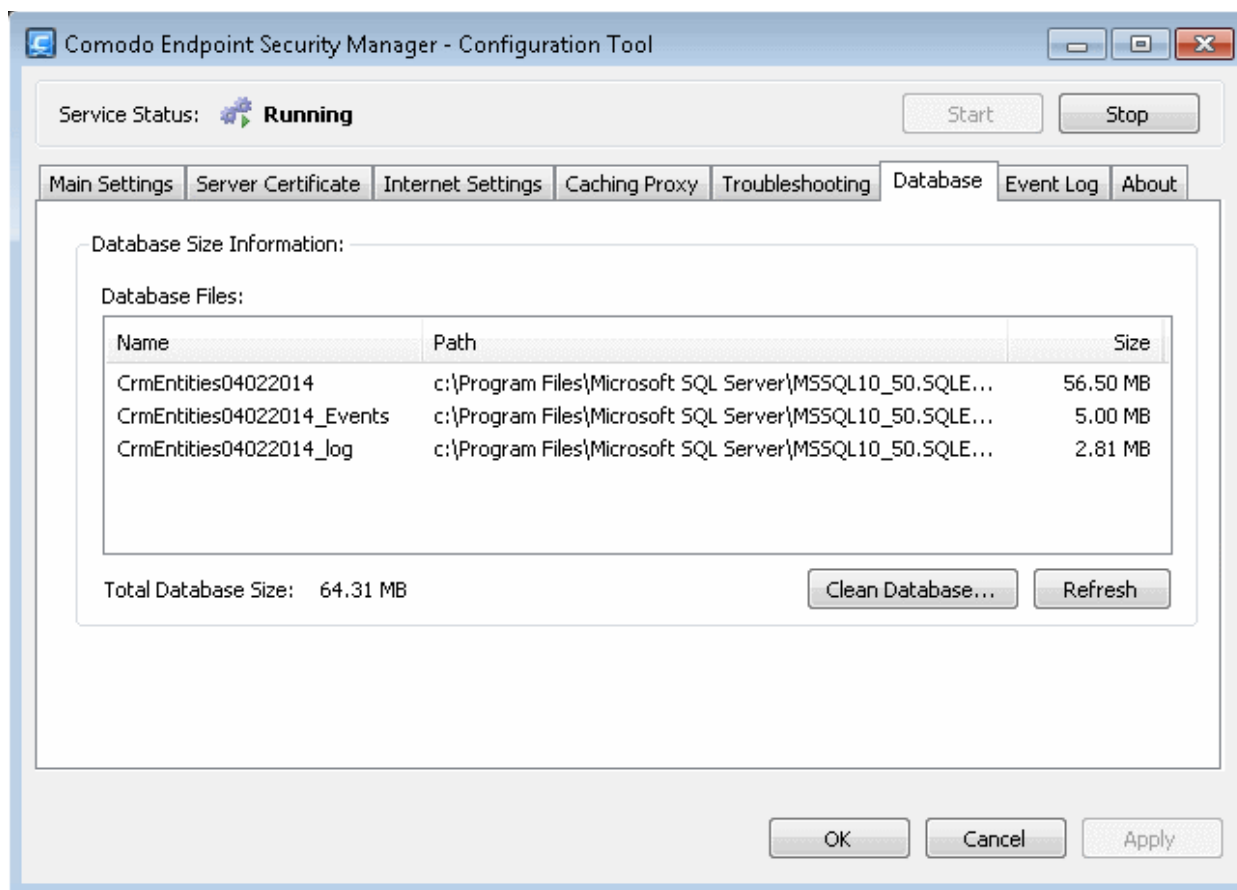 Comodo Endpoint Security Manager - Configuration Tool
Service Status: Running Start Stop
Main Settings Server Certificate Internet Settings Caching Proxy Troubleshooting Database Event Log About
Database Size Information:
Database Files:
Name Path Size
CrmEntities04022014 c:\Program Files\Microsoft SQL Server\MSSQL10_50.SQLE... 56.50 MB
CrmEntities04022014_Events c:\Program Files\Microsoft SQL Server\MSSQL10_50.SQLE... 5.00 MB
CrmEntities04022014_log c:\Program Files\Microsoft SQL Server\MSSQL10_50.SQLE... 2.81 MB
Total Database Size: 64.31 MB Clean Database... Refresh
OK Cancel Apply